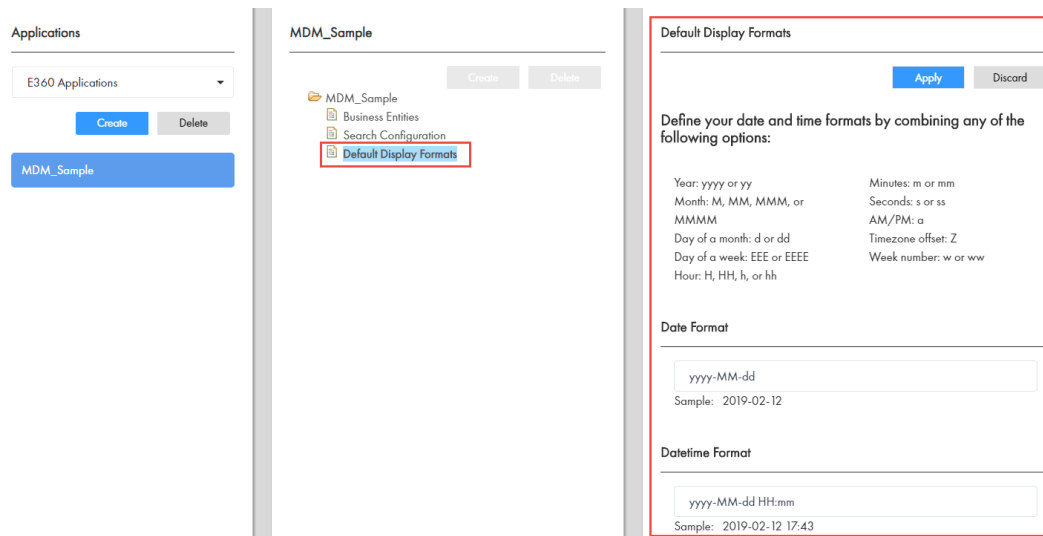 Applications
E360 Applications
Create Delete
MDM_Sample
MDM_Sample
Create Delete
MDM_Sample
Business Entities
Search Configuration
Default Display Formats
Default Display Formats
Apply Discard
Define your date and time formats by combining any of the
following options:
Year: yyyy or yy
Month: M, MM, MMM, or
MMMM
Day of a month: d or dd
Day of a week: EEE or EEEE
Hour: H, HH, h, or hh
Minutes: m or mm
Seconds: s or ss
AM/PM: a
Timezone offset: Z
Week number: w or ww
Date Format
yyyy-MM-dd
Sample: 2019-02-12
Datetime Format
yyyy-MM-dd HH:mm
Sample: 2019-02-12 17:43